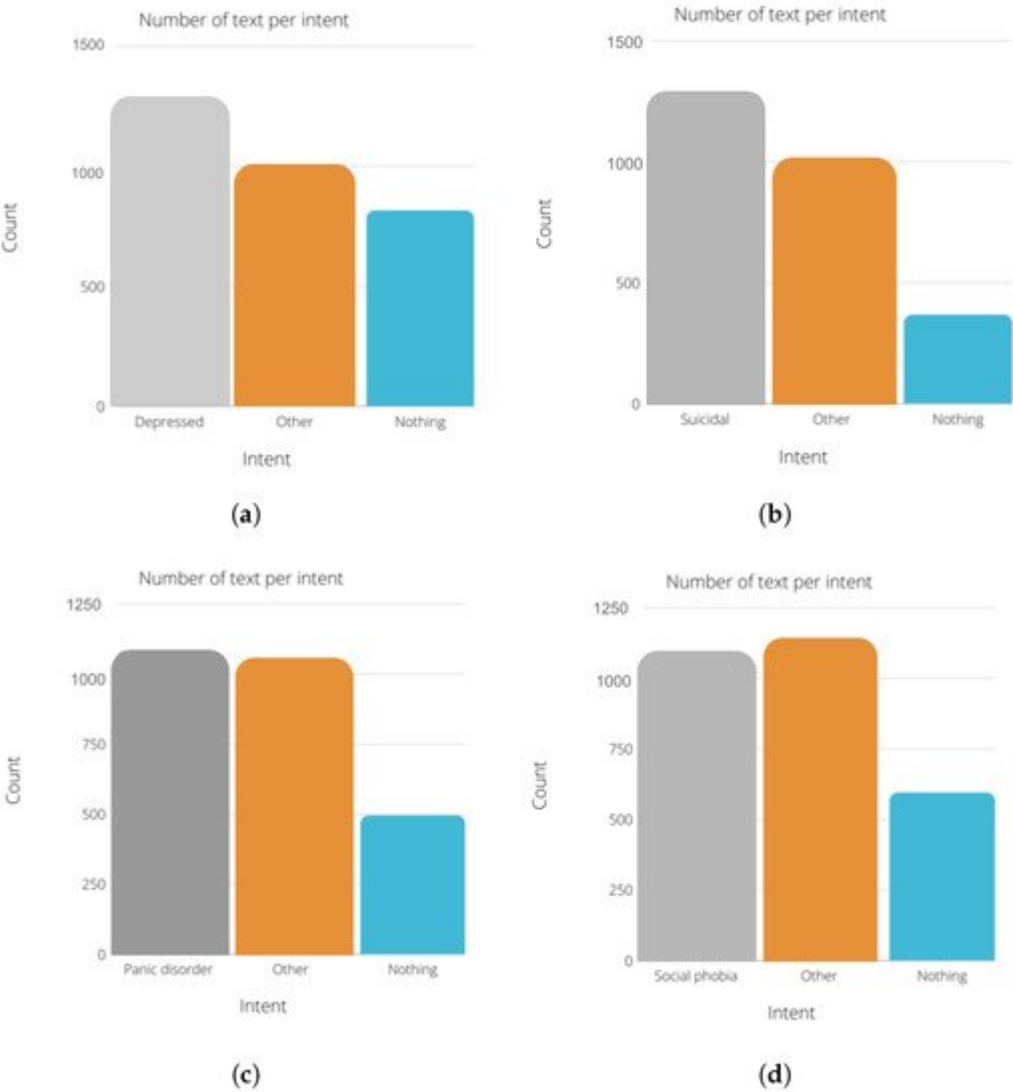 Number of text per intent
1500
1000
500
0
Count
Depressed Other Nothing
Intent
(a)
Number of text per intent
1500
1000
500
0
Count
Suicidal Other Nothing
Intent
(b)
Number of text per intent
1250
1000
750
500
250
0
Count
Panic disorder Other Nothing
Intent
(c)
Number of text per intent
1250
1000
750
500
250
0
Count
Social phobia Other Nothing
Intent
(d)